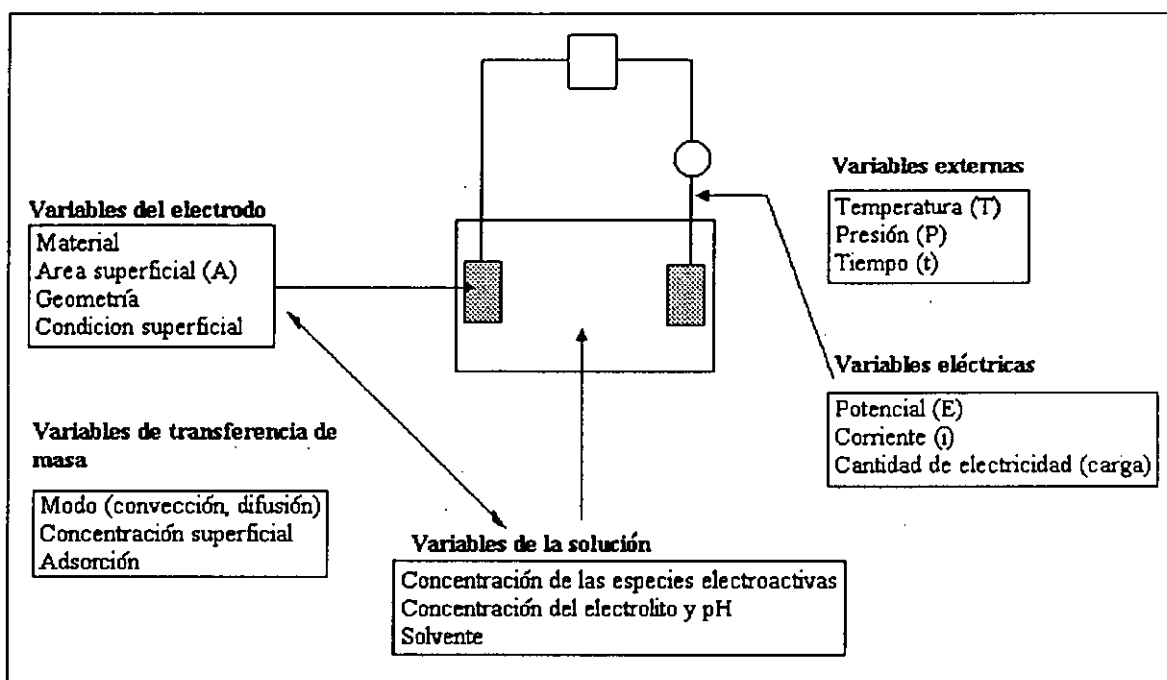 Variables del electrodo
Material
Area superficial (A)
Geometría
Condicion superficial
Variables externas
Temperatura (T)
Presión (P)
Tiempo (t)
Variables eléctricas
Potencial (E)
Corriente (i)
Cantidad de electricidad (carga)
Variables de transferencia de
masa
Modo (convección, difusión)
Concentración superficial
Adsorción
Variables de la solución
Concentración de las especies electroactivas
Concentración del electrolito y pH
Solvente